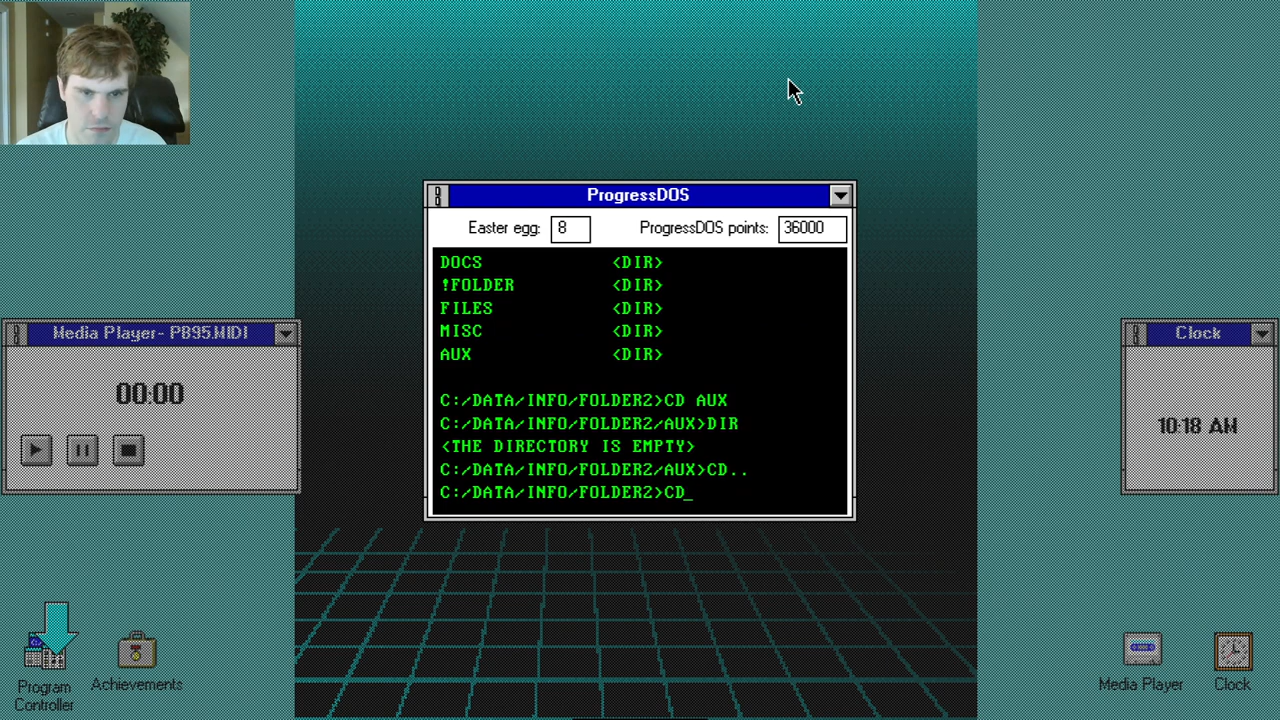 ProgressDOS
Easter egg: 8 ProgressDOS points: 36000
DOCS <DIR>
!FOLDER <DIR>
FILES <DIR>
MISC <DIR>
AUX <DIR>
C:/DATA/INFO/FOLDER2>CD AUX
C:/DATA/INFO/FOLDER2/AUX>DIR
<THE DIRECTORY IS EMPTY>
C:/DATA/INFO/FOLDER2/AUX>CD..
C:/DATA/INFO/FOLDER2>CD_
Media Player- PB95.MIDI
00:00
Clock
10:18 AM
Program
Controller
Achievements
Media Player
Clock